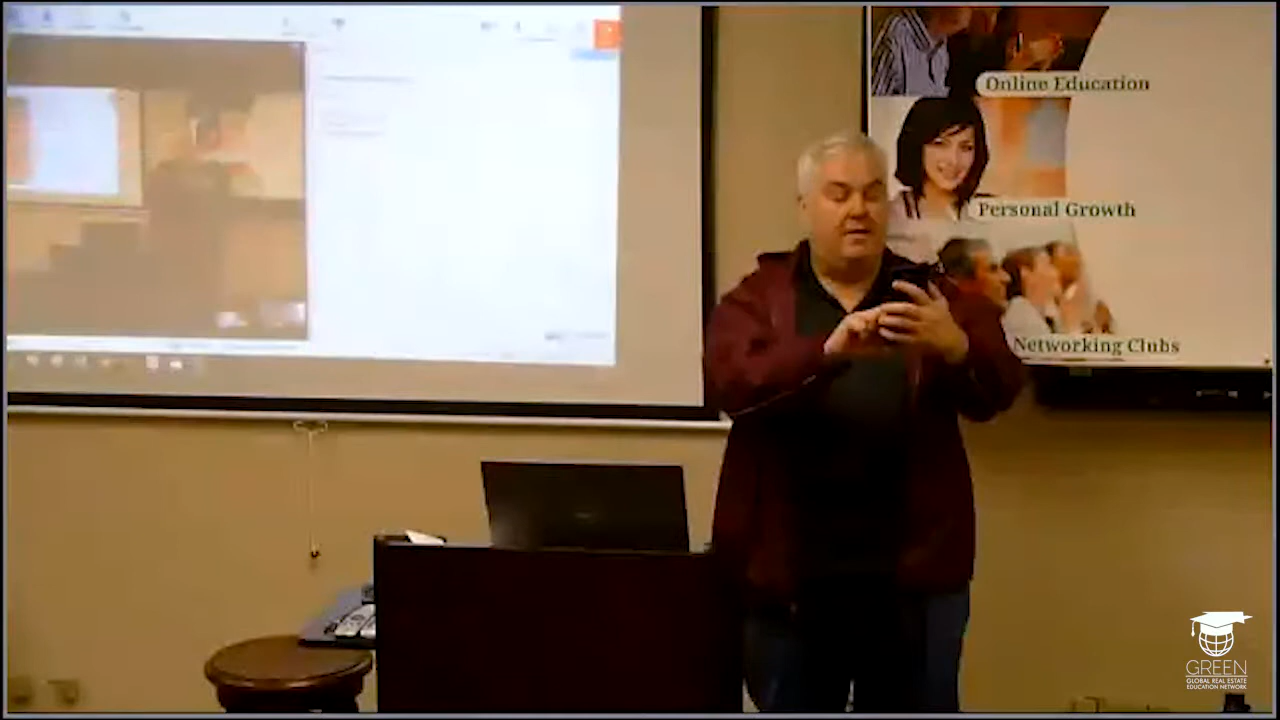 Online Education
Personal Growth
Networking Clubs
GREEN
GLOBAL REAL ESTATE
EDUCATION NETWORK